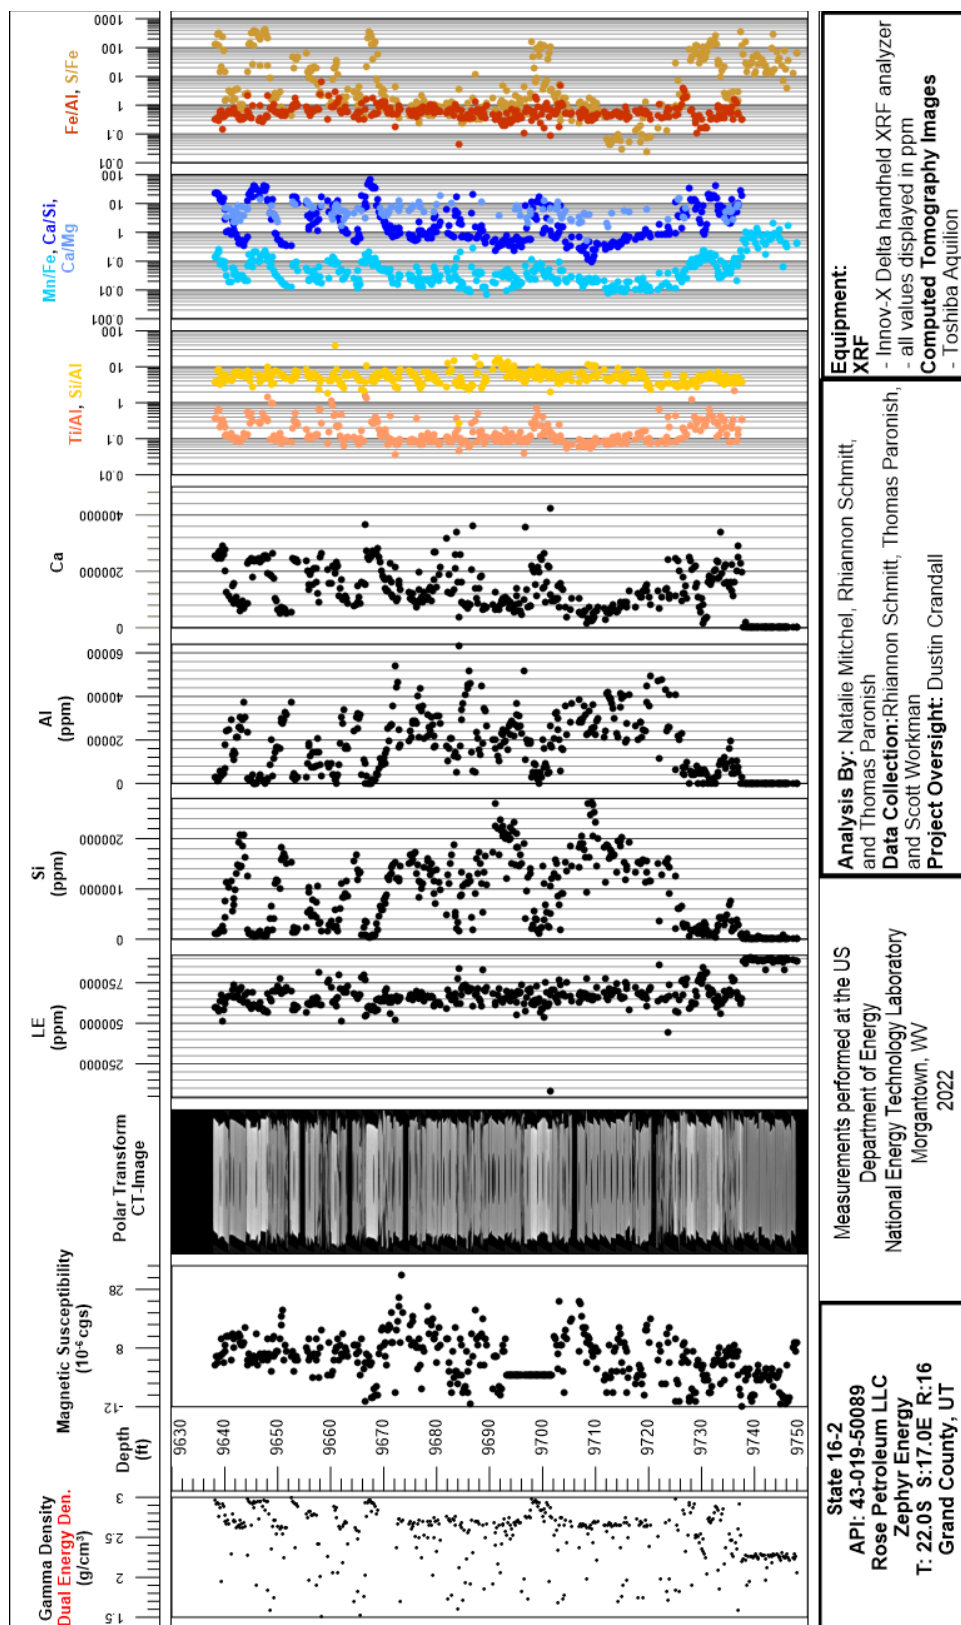 Fe/Al, S/Fe
1000
100
10
1
0.1
0.01
Mn/Fe, Ca/Si,
Ca/Mg
100
10
1
0.1
0.01
0.001
Ti/Al, Si/Al
100
10
1
0.1
0.01
Ca
400000
200000
0
Al
(ppm)
60000
40000
20000
0
Si
(ppm)
200000
100000
0
LE
(ppm)
750000
500000
250000
Polar Transform
CT-Image
Magnetic Susceptibility
(10⁻⁶ cgs)
28
8
-12
Depth
(ft)
9630
9640
9650
9660
9670
9680
9690
9700
9710
9720
9730
9740
9750
Gamma Density
Dual Energy Den.
(g/cm³)
3
2.5
2
1.5
Equipment:
XRF
- Innov-X Delta handheld XRF analyzer
- all values displayed in ppm
Computed Tomography Images
- Toshiba Aquilion
Analysis By: Natalie Mitchel, Rhiannon Schmitt,
and Thomas Paronish
Data Collection:Rhiannon Schmitt, Thomas Paronish,
and Scott Workman
Project Oversight: Dustin Crandall
Measurements performed at the US
Department of Energy
National Energy Technology Laboratory
Morgantown, WV
2022
State 16-2
API: 43-019-50089
Rose Petroleum LLC
Zephyr Energy
T: 22.0S S:17.0E R:16
Grand County, UT